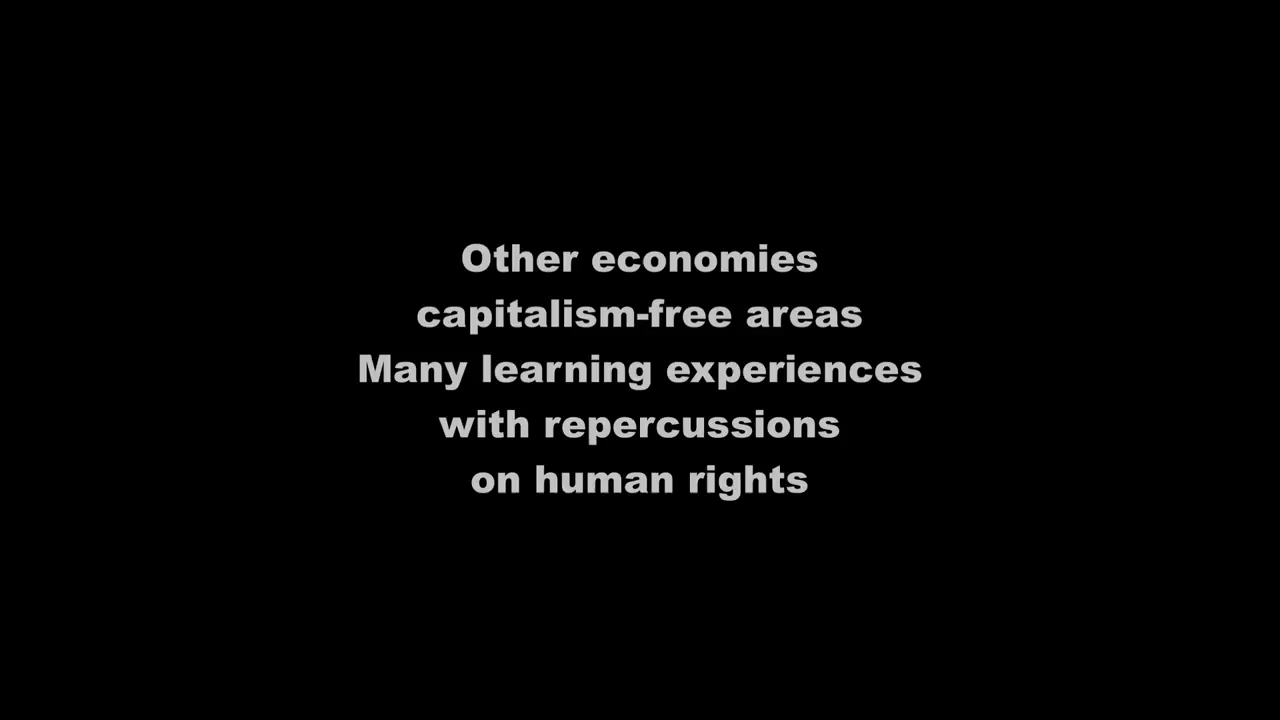 Other economies
capitalism-free areas
Many learning experiences
with repercussions
on human rights